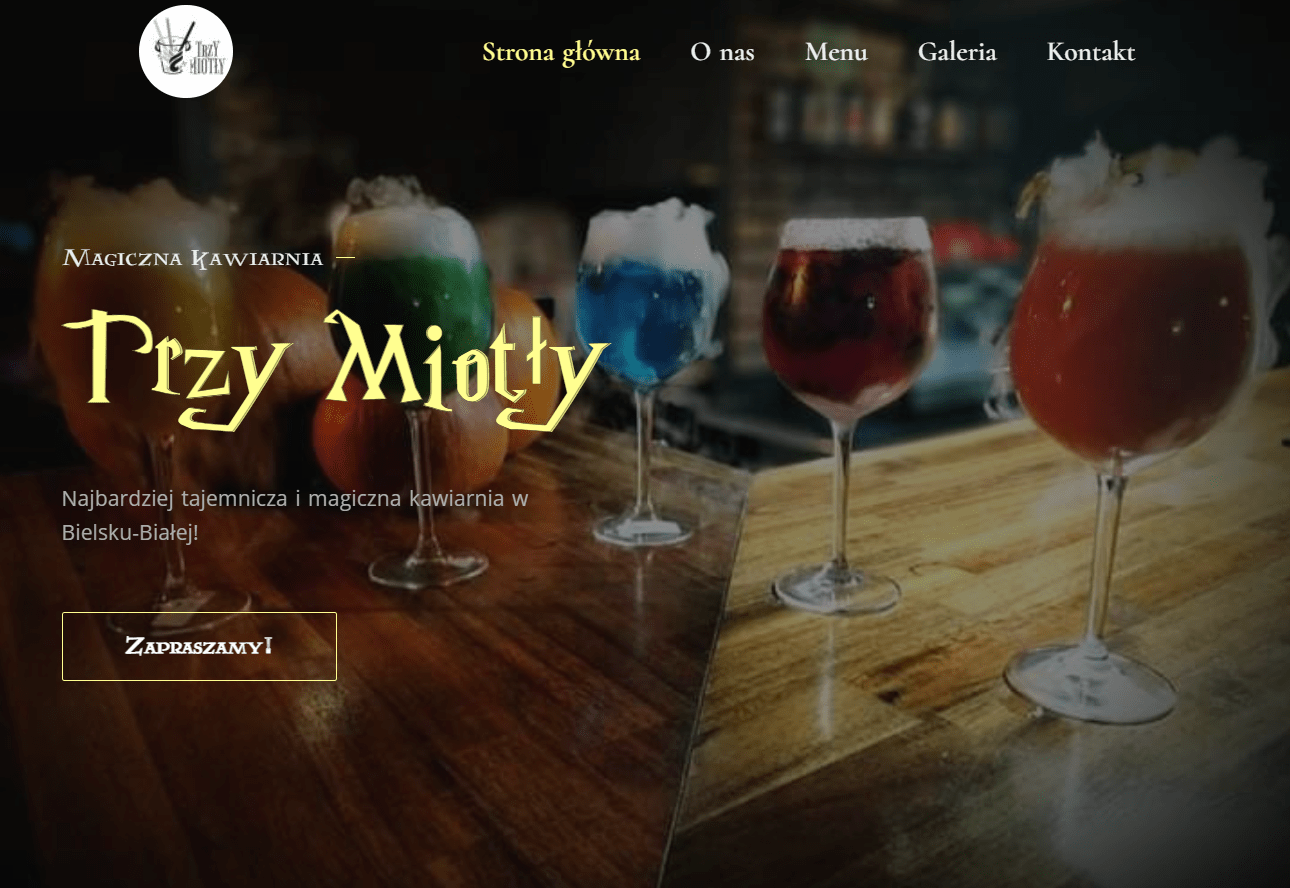 TRZY
MIOTŁY
Strona główna
O nas
Menu
Galeria
Kontakt
Magiczna Kawiarnia —
Trzy Miotły
Najbardziej tajemnicza i magiczna kawiarnia w
Bielsku-Białej!
Zapraszamy!